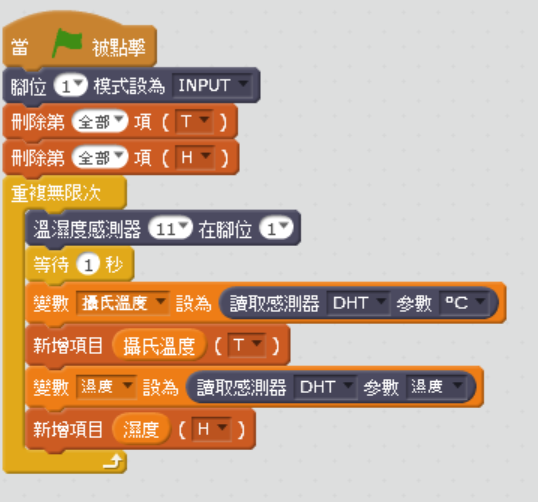 當 被點擊
腳位 1 模式設為 INPUT
刪除第 全部 項 ( T )
刪除第 全部 項 ( H )
重複無限次
溫濕度感測器 11 在腳位 1
等待 1 秒
變數 攝氏溫度 設為 讀取感測器 DHT 參數 °C
新增項目 攝氏溫度 ( T )
變數 濕度 設為 讀取感測器 DHT 參數 濕度
新增項目 濕度 ( H )